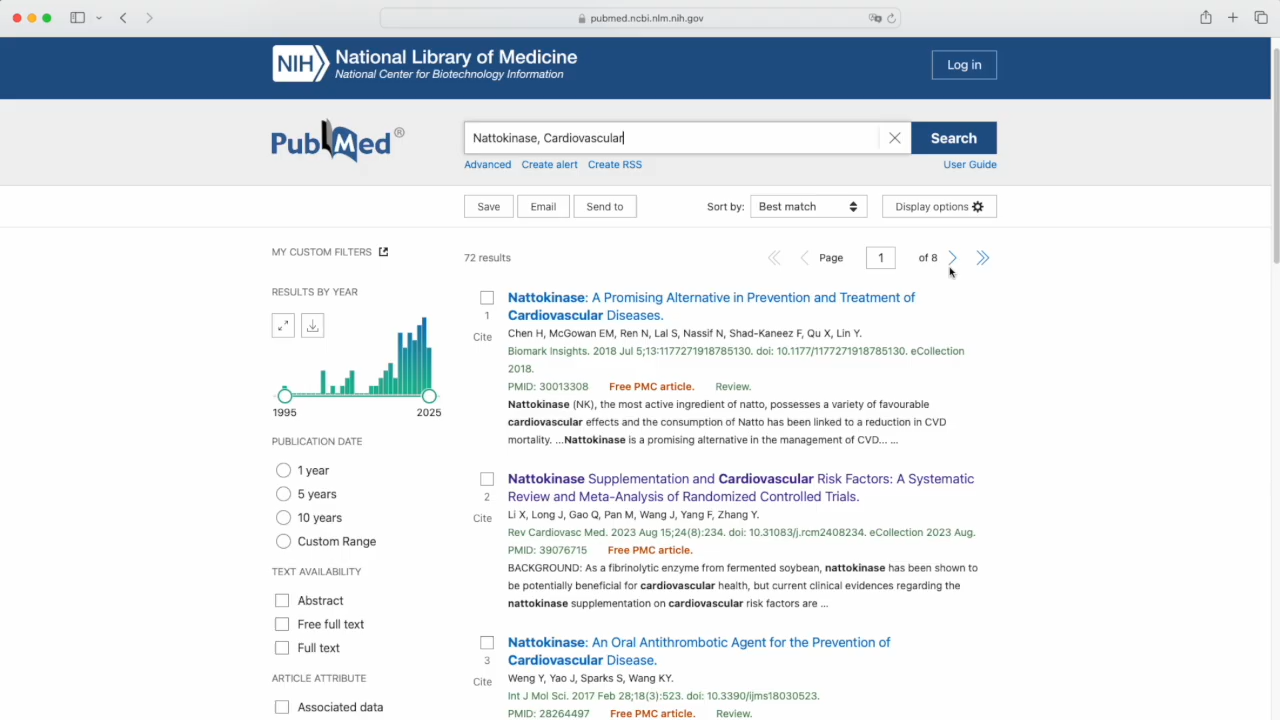 pubmed.ncbi.nlm.nih.gov
NIH National Library of Medicine
National Center for Biotechnology Information
Log in
PubMed®
Nattokinase, Cardiovascular
Search
Advanced Create alert Create RSS
User Guide
Save Email Send to
Sort by: Best match
Display options
MY CUSTOM FILTERS
72 results
Page 1 of 8
RESULTS BY YEAR
1995 2025
PUBLICATION DATE
1 year
5 years
10 years
Custom Range
TEXT AVAILABILITY
Abstract
Free full text
Full text
ARTICLE ATTRIBUTE
Associated data
1
Cite
Nattokinase: A Promising Alternative in Prevention and Treatment of
Cardiovascular Diseases.
Chen H, McGowan EM, Ren N, Lal S, Nassif N, Shad-Kaneez F, Qu X, Lin Y.
Biomark Insights. 2018 Jul 5;13:1177271918785130. doi: 10.1177/1177271918785130. eCollection
2018.
PMID: 30013308 Free PMC article. Review.
Nattokinase (NK), the most active ingredient of natto, possesses a variety of favourable
cardiovascular effects and the consumption of Natto has been linked to a reduction in CVD
mortality. ...Nattokinase is a promising alternative in the management of CVD... ...
2
Cite
Nattokinase Supplementation and Cardiovascular Risk Factors: A Systematic
Review and Meta-Analysis of Randomized Controlled Trials.
Li X, Long J, Gao Q, Pan M, Wang J, Yang F, Zhang Y.
Rev Cardiovasc Med. 2023 Aug 15;24(8):234. doi: 10.31083/j.rcm2408234. eCollection 2023 Aug.
PMID: 39076715 Free PMC article.
BACKGROUND: As a fibrinolytic enzyme from fermented soybean, nattokinase has been shown to
be potentially beneficial for cardiovascular health, but current clinical evidences regarding the
nattokinase supplementation on cardiovascular risk factors are ...
3
Cite
Nattokinase: An Oral Antithrombotic Agent for the Prevention of
Cardiovascular Disease.
Weng Y, Yao J, Sparks S, Wang KY.
Int J Mol Sci. 2017 Feb 28;18(3):523. doi: 10.3390/ijms18030523.
PMID: 28264497 Free PMC article. Review.